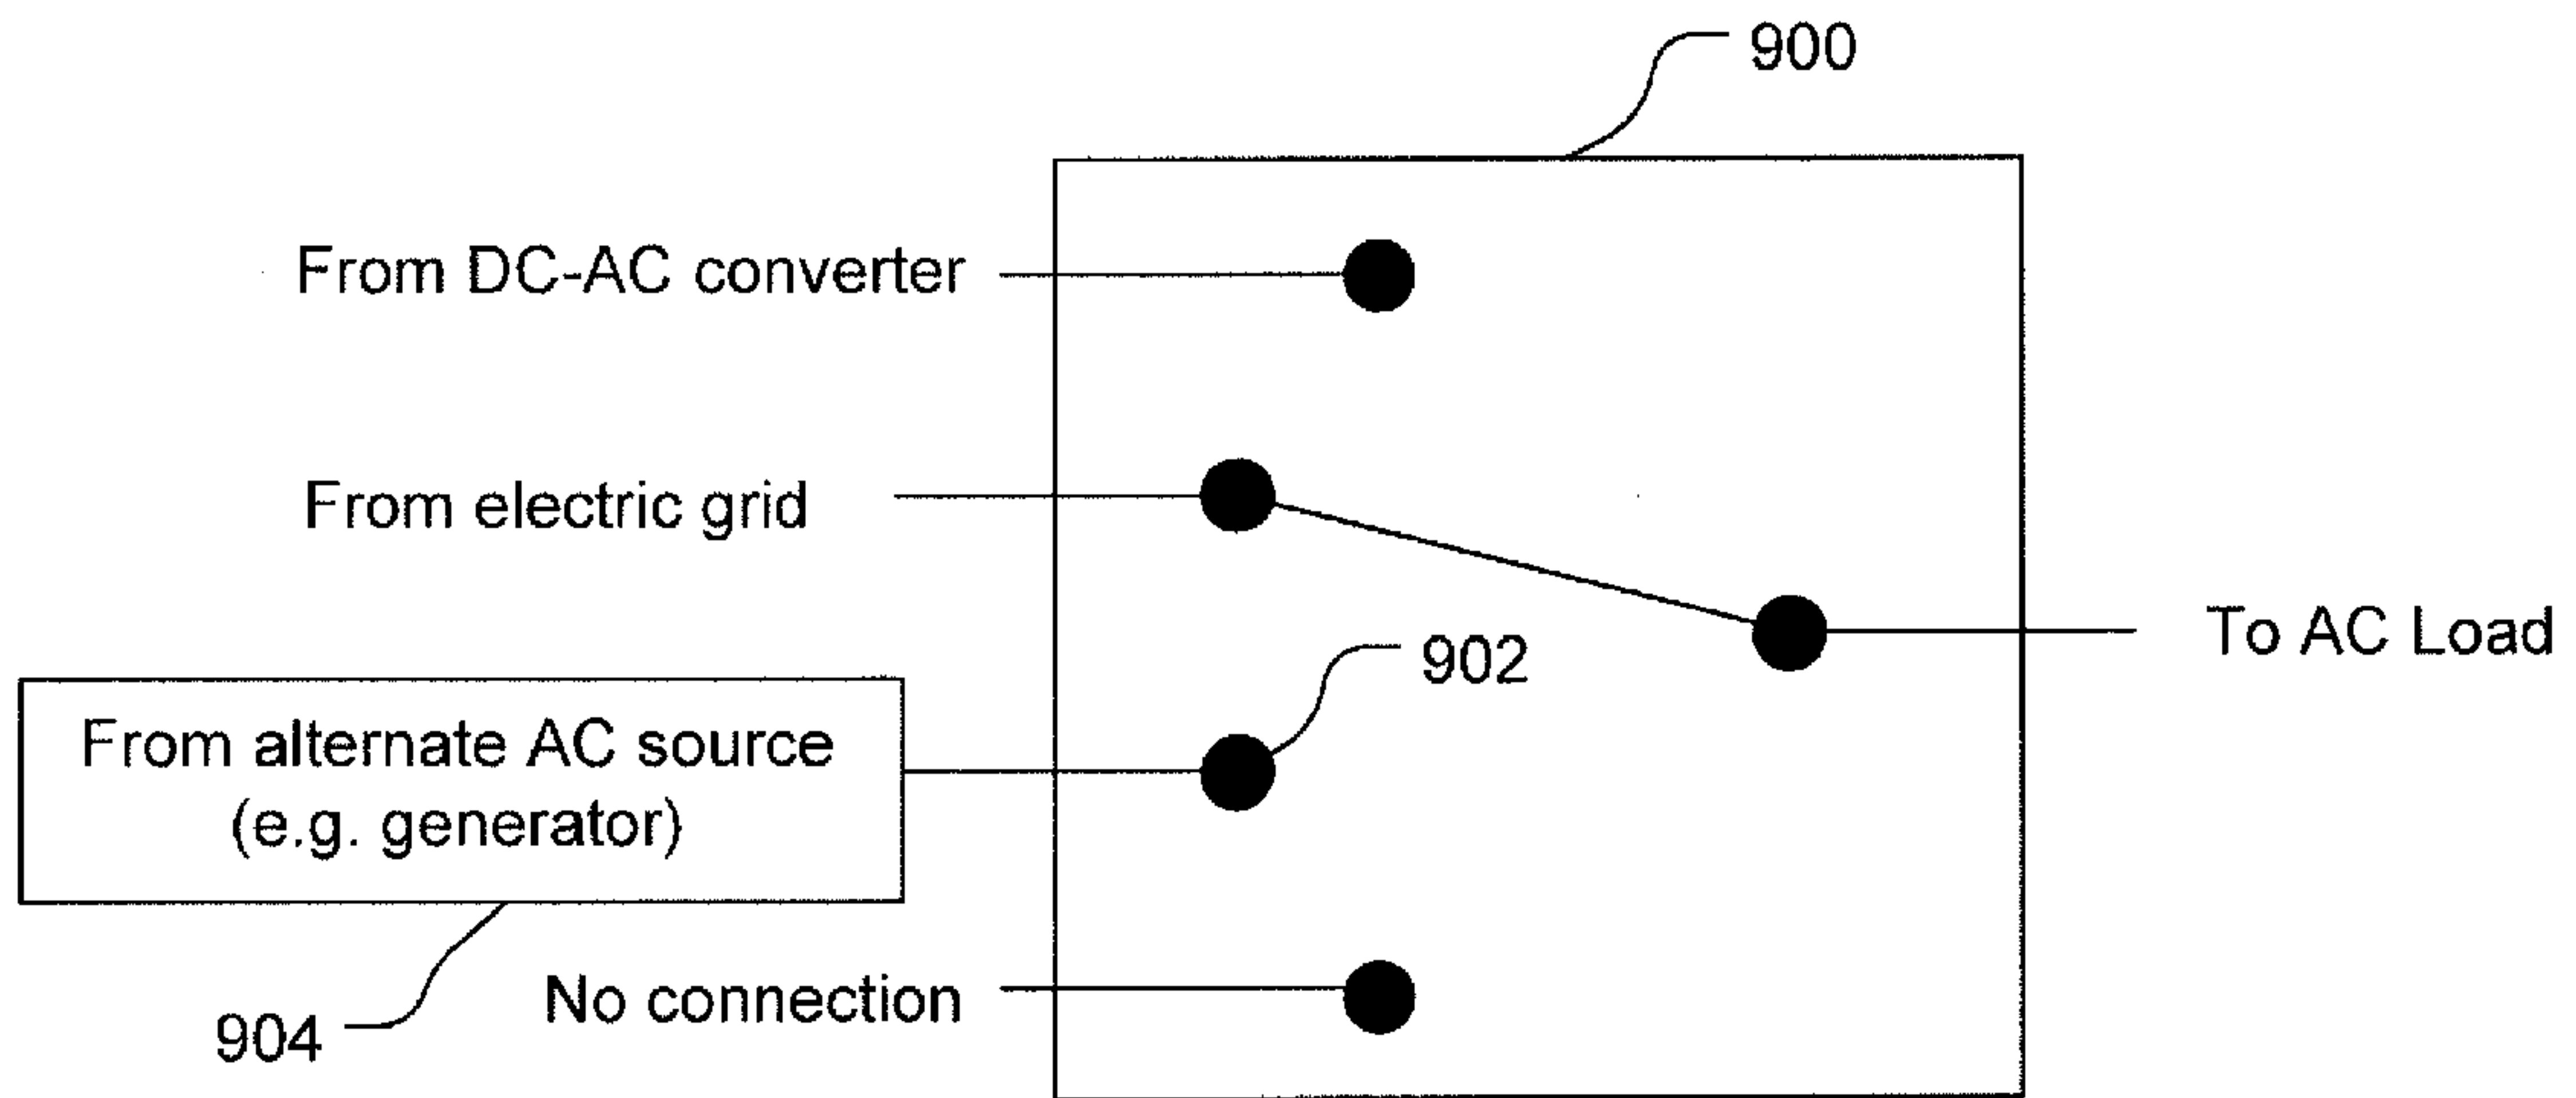 900
From DC-AC converter
From electric grid
To AC Load
902
From alternate AC source
(e.g. generator)
No connection
904